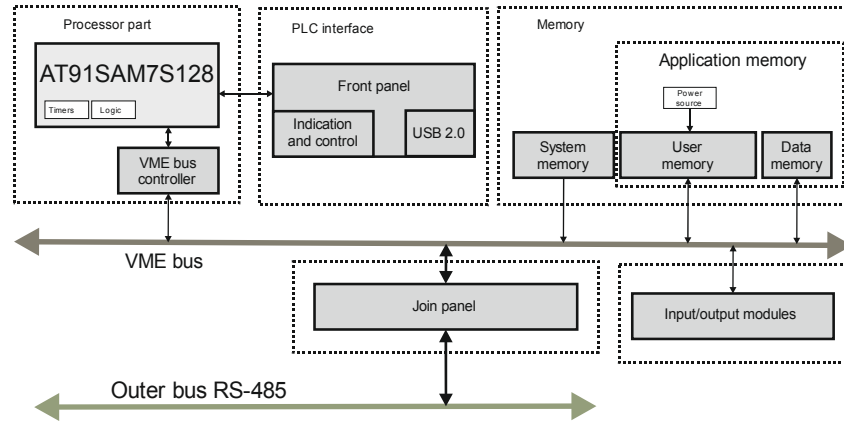 Processor part
AT91SAM7S128
Timers
Logic
VME bus
controller
PLC interface
Front panel
Indication
and control
USB 2.0
Memory
Application memory
Power
source
System
memory
User
memory
Data
memory
VME bus
Join panel
Input/output modules
Outer bus RS-485